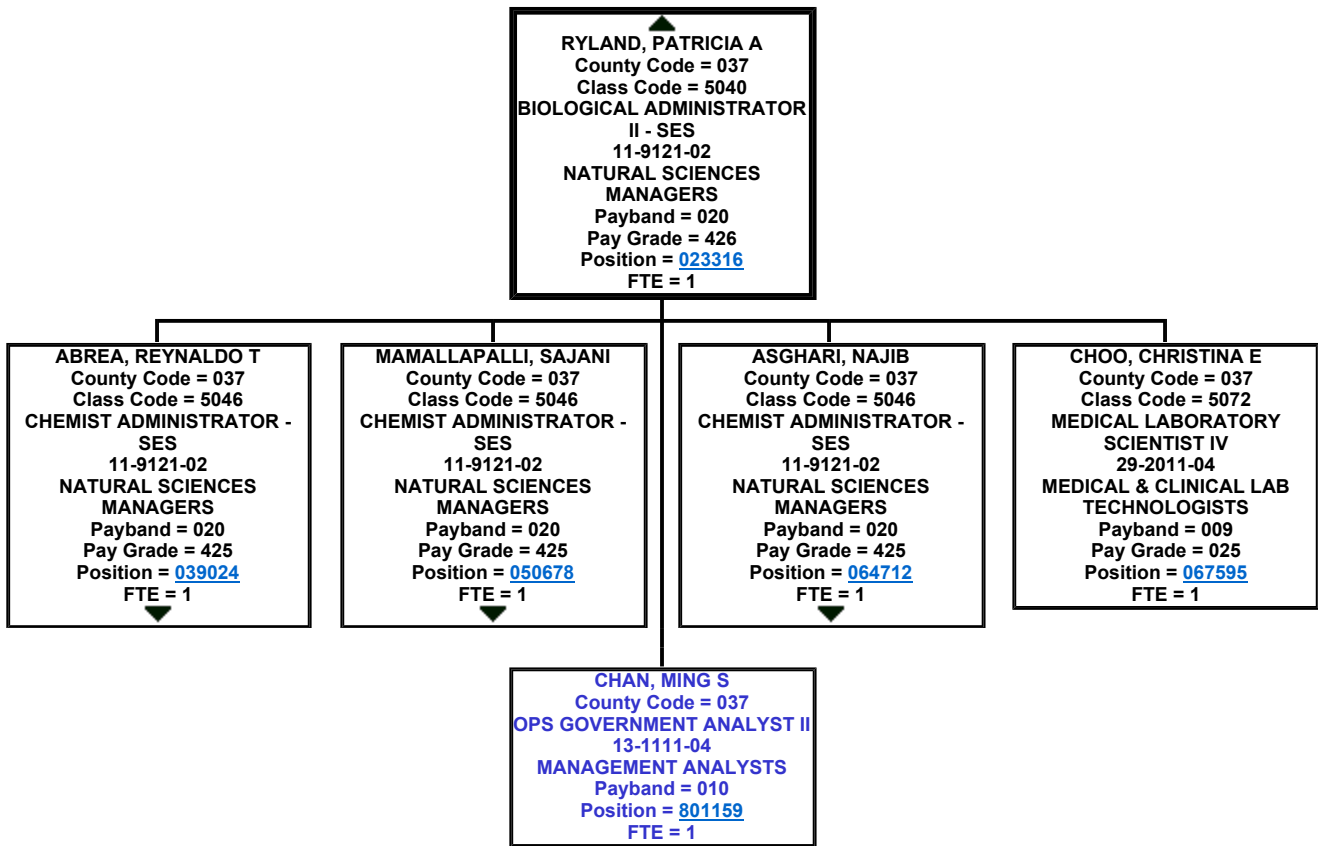 RYLAND, PATRICIA A
County Code = 037
Class Code = 5040
BIOLOGICAL ADMINISTRATOR
II - SES
11-9121-02
NATURAL SCIENCES
MANAGERS
Payband = 020
Pay Grade = 426
Position = 023316
FTE = 1
ABREA, REYNALDO T
County Code = 037
Class Code = 5046
CHEMIST ADMINISTRATOR -
SES
11-9121-02
NATURAL SCIENCES
MANAGERS
Payband = 020
Pay Grade = 425
Position = 039024
FTE = 1
MAMALLAPALLI, SAJANI
County Code = 037
Class Code = 5046
CHEMIST ADMINISTRATOR -
SES
11-9121-02
NATURAL SCIENCES
MANAGERS
Payband = 020
Pay Grade = 425
Position = 050678
FTE = 1
ASGHARI, NAJIB
County Code = 037
Class Code = 5046
CHEMIST ADMINISTRATOR -
SES
11-9121-02
NATURAL SCIENCES
MANAGERS
Payband = 020
Pay Grade = 425
Position = 064712
FTE = 1
CHOO, CHRISTINA E
County Code = 037
Class Code = 5072
MEDICAL LABORATORY
SCIENTIST IV
29-2011-04
MEDICAL & CLINICAL LAB
TECHNOLOGISTS
Payband = 009
Pay Grade = 025
Position = 067595
FTE = 1
CHAN, MING S
County Code = 037
OPS GOVERNMENT ANALYST II
13-1111-04
MANAGEMENT ANALYSTS
Payband = 010
Position = 801159
FTE = 1